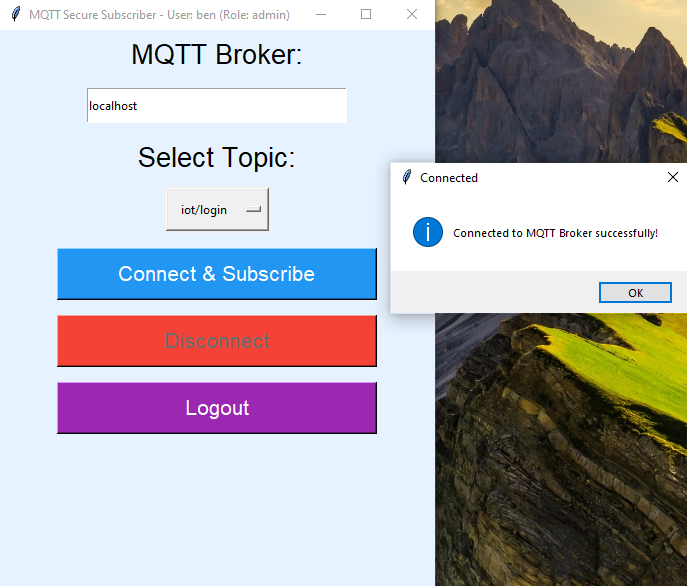 MQTT Secure Subscriber - User: ben (Role: admin)
MQTT Broker:
localhost
Select Topic:
iot/login
Connect & Subscribe
Disconnect
Logout
Connected
Connected to MQTT Broker successfully!
OK